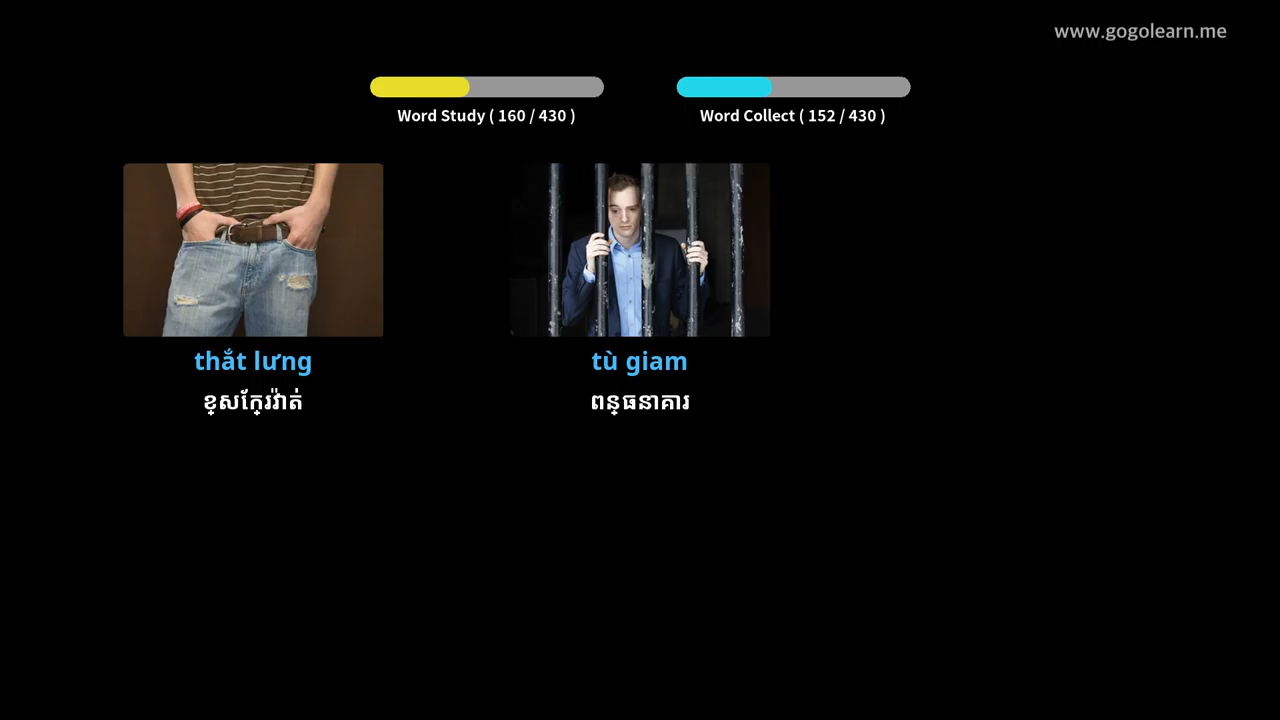 www.gogolearn.me
Word Study ( 160 / 430 )
Word Collect ( 152 / 430 )
thắt lưng
tù giam
ខ្សែក្រវ៉ាត់
ពន្ធនាគារ